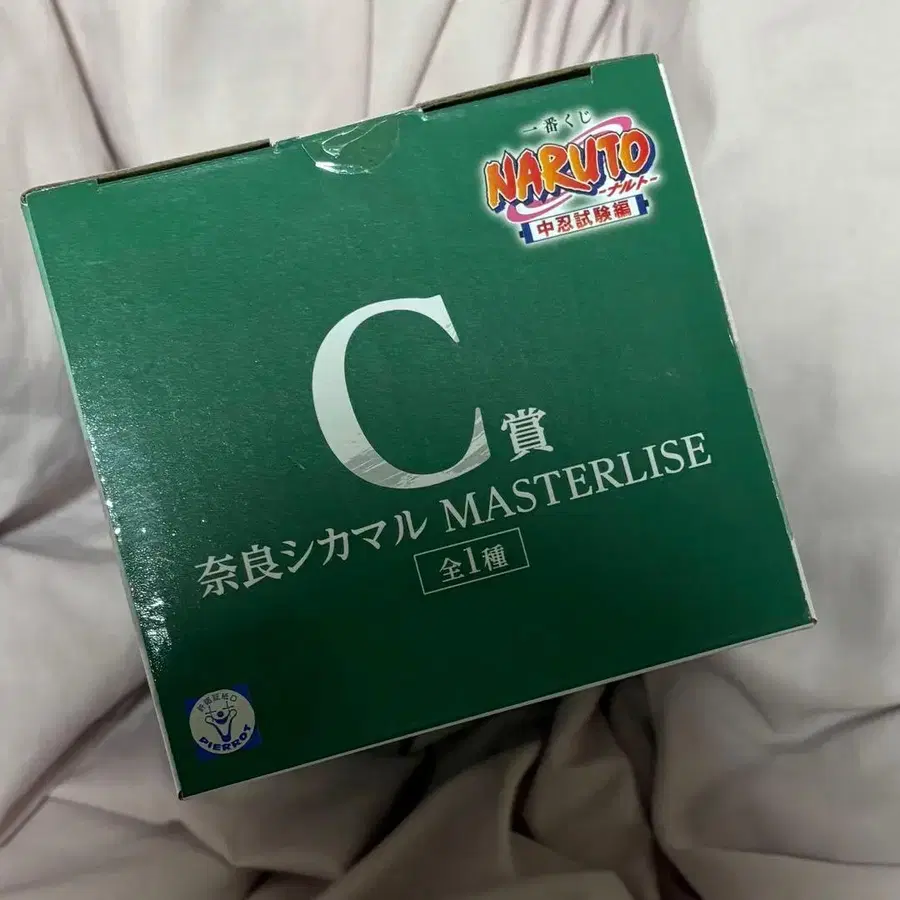 一番くじ
NARUTO
-ナルト-
中忍試験編
C賞
奈良シカマル MASTERLISE
全1種
PIERROT